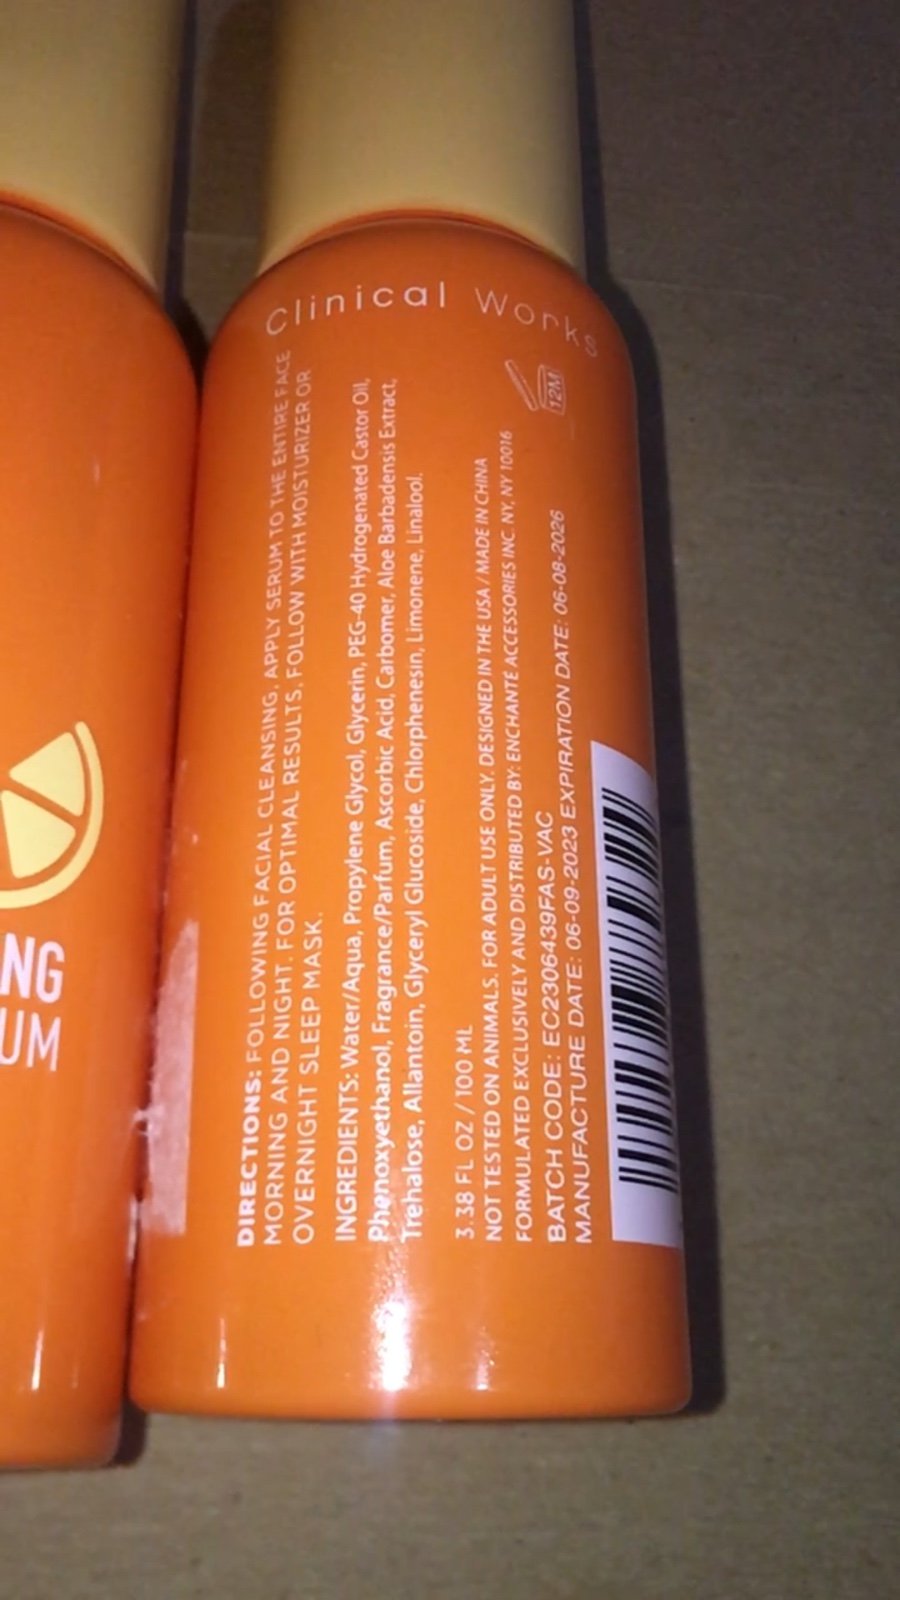 Clinical Works
DIRECTIONS: FOLLOWING FACIAL CLEANSING, APPLY SERUM TO THE ENTIRE FACE
MORNING AND NIGHT. FOR OPTIMAL RESULTS, FOLLOW WITH MOISTURIZER OR
OVERNIGHT SLEEP MASK.
INGREDIENTS: Water/Aqua, Propylene Glycol, Glycerin, PEG-40 Hydrogenated Castor Oil,
Phenoxyethanol, Fragrance/Parfum, Ascorbic Acid, Carbomer, Aloe Barbadensis Extract,
Trehalose, Allantoin, Glyceryl Glucoside, Chlorphenesin, Limonene, Linalool.
3.38 FL OZ / 100 ML
NOT TESTED ON ANIMALS. FOR ADULT USE ONLY. DESIGNED IN THE USA / MADE IN CHINA
FORMULATED EXCLUSIVELY AND DISTRIBUTED BY: ENCHANTÉ ACCESSORIES INC. NY, NY 10016
12M
BATCH CODE: EC2306439FAS-VAC
MANUFACTURE DATE: 06-09-2023 EXPIRATION DATE: 06-08-2026
NG
UM